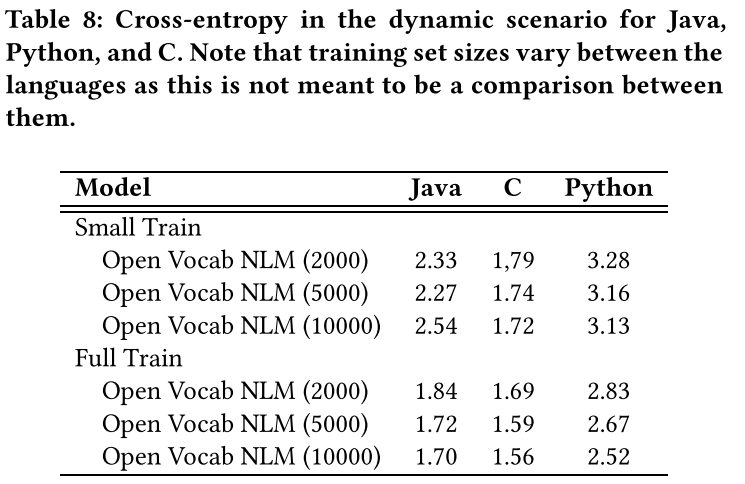 Table 8: Cross-entropy in the dynamic scenario for Java,
Python, and C. Note that training set sizes vary between the
languages as this is not meant to be a comparison between
them.
Model Java C Python
Small Train
Open Vocab NLM (2000) 2.33 1,79 3.28
Open Vocab NLM (5000) 2.27 1.74 3.16
Open Vocab NLM (10000) 2.54 1.72 3.13
Full Train
Open Vocab NLM (2000) 1.84 1.69 2.83
Open Vocab NLM (5000) 1.72 1.59 2.67
Open Vocab NLM (10000) 1.70 1.56 2.52